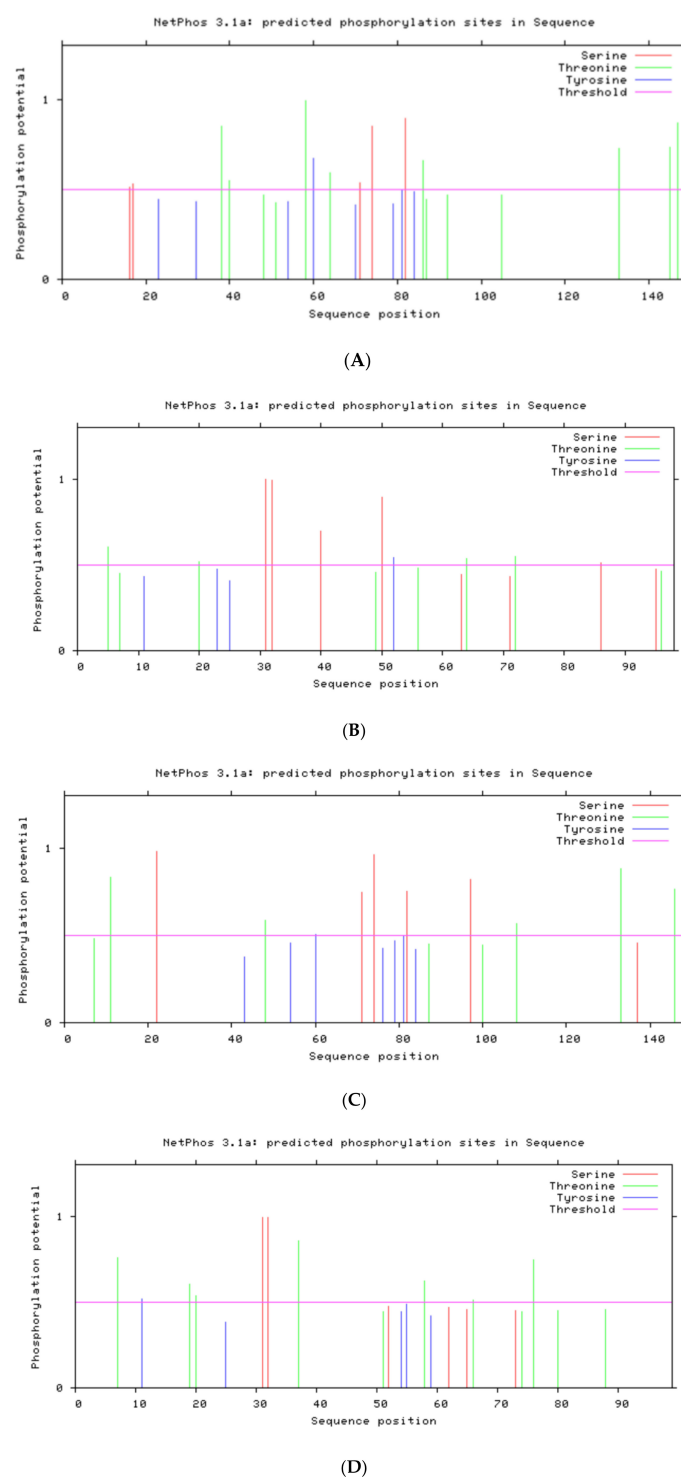 NetPhos 3.1a: predicted phosphorylation sites in Sequence
Serine
Threonine
Tyrosine
Threshold
Phosphorylation potential
1
0
0 20 40 60 80 100 120 140
Sequence position
(A)
NetPhos 3.1a: predicted phosphorylation sites in Sequence
Serine
Threonine
Tyrosine
Threshold
Phosphorylation potential
1
0
0 10 20 30 40 50 60 70 80 90
Sequence position
(B)
NetPhos 3.1a: predicted phosphorylation sites in Sequence
Serine
Threonine
Tyrosine
Threshold
Phosphorylation potential
1
0
0 20 40 60 80 100 120 140
Sequence position
(C)
NetPhos 3.1a: predicted phosphorylation sites in Sequence
Serine
Threonine
Tyrosine
Threshold
Phosphorylation potential
1
0
0 10 20 30 40 50 60 70 80 90
Sequence position
(D)